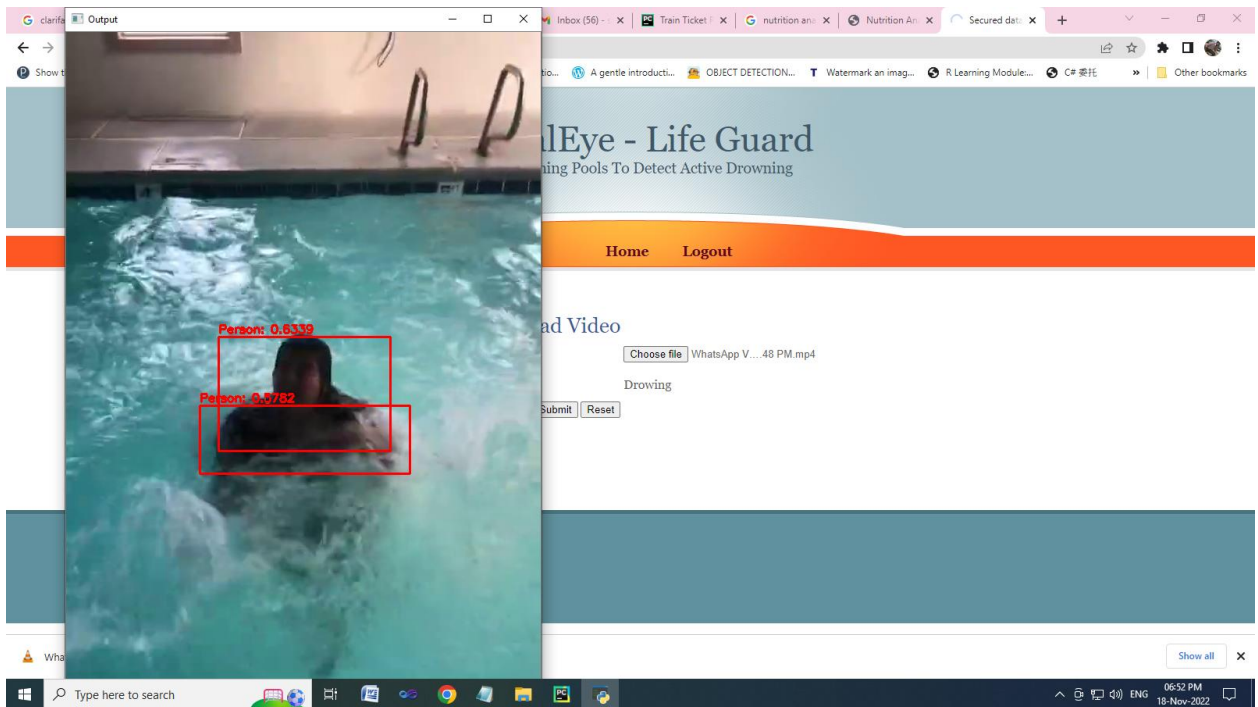 clarifa
Output
Inbox (56) -
Train Ticket
nutrition ana
Nutrition An
Secured data
Show t
A gentle introducti...
OBJECT DETECTION...
Watermark an imag...
R Learning Module:...
C# 委托
»
Other bookmarks
lEye - Life Guard
ning Pools To Detect Active Drowning
Home Logout
ad Video
Choose file WhatsApp V....48 PM.mp4
Drowing
Submit Reset
Person: 0.6339
Person: 0.5782
Wha
Show all
Type here to search
ENG
06:52 PM
18-Nov-2022